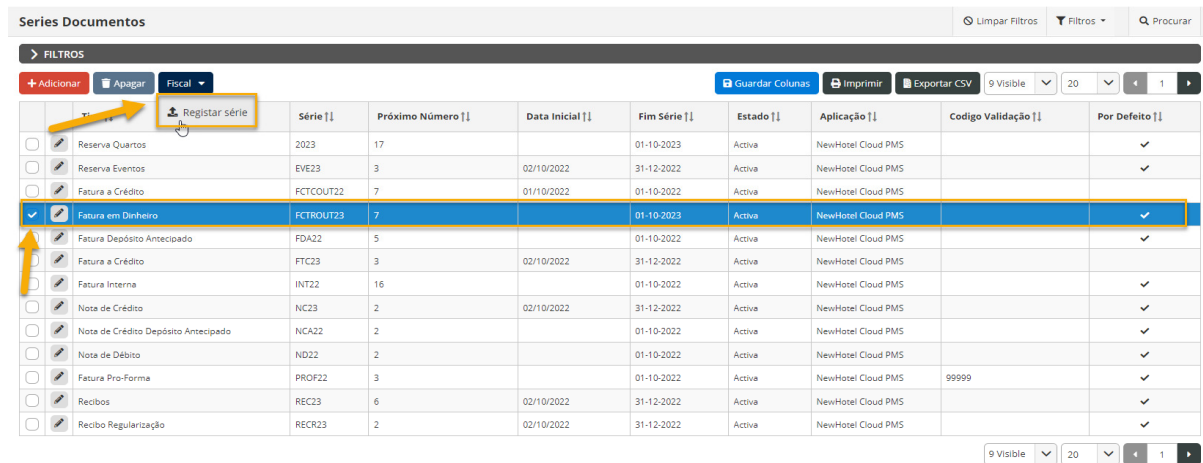 Series Documentos Limpar Filtros Filtros Procurar
FILTROS
Adicionar Apagar Fiscal Guardar Colunas Imprimir Exportar CSV 9 Visible 20 1
Registar série
Série Próximo Número Data Inicial Fim Série Estado Aplicação Codigo Validação Por Defeito
Reserva Quartos 2023 17 01-10-2023 Activa NewHotel Cloud PMS
Reserva Eventos EVE23 3 02/10/2022 31-12-2022 Activa NewHotel Cloud PMS
Fatura a Crédito FCTCOUT22 7 01/10/2022 01-10-2022 Activa NewHotel Cloud PMS
Fatura em Dinheiro FCTROUT23 7 01-10-2023 Activa NewHotel Cloud PMS
Fatura Depósito Antecipado FDA22 5 01-10-2022 Activa NewHotel Cloud PMS
Fatura a Crédito FTC23 3 02/10/2022 31-12-2022 Activa NewHotel Cloud PMS
Fatura Interna INT22 16 01-10-2022 Activa NewHotel Cloud PMS
Nota de Crédito NC23 2 02/10/2022 31-12-2022 Activa NewHotel Cloud PMS
Nota de Crédito Depósito Antecipado NCA22 2 01-10-2022 Activa NewHotel Cloud PMS
Nota de Débito ND22 2 01-10-2022 Activa NewHotel Cloud PMS
Fatura Pro-Forma PROF22 3 01-10-2022 Activa NewHotel Cloud PMS 99999
Recibos REC23 6 02/10/2022 31-12-2022 Activa NewHotel Cloud PMS
Recibo Regularização RECR23 2 02/10/2022 31-12-2022 Activa NewHotel Cloud PMS
9 Visible 20 1